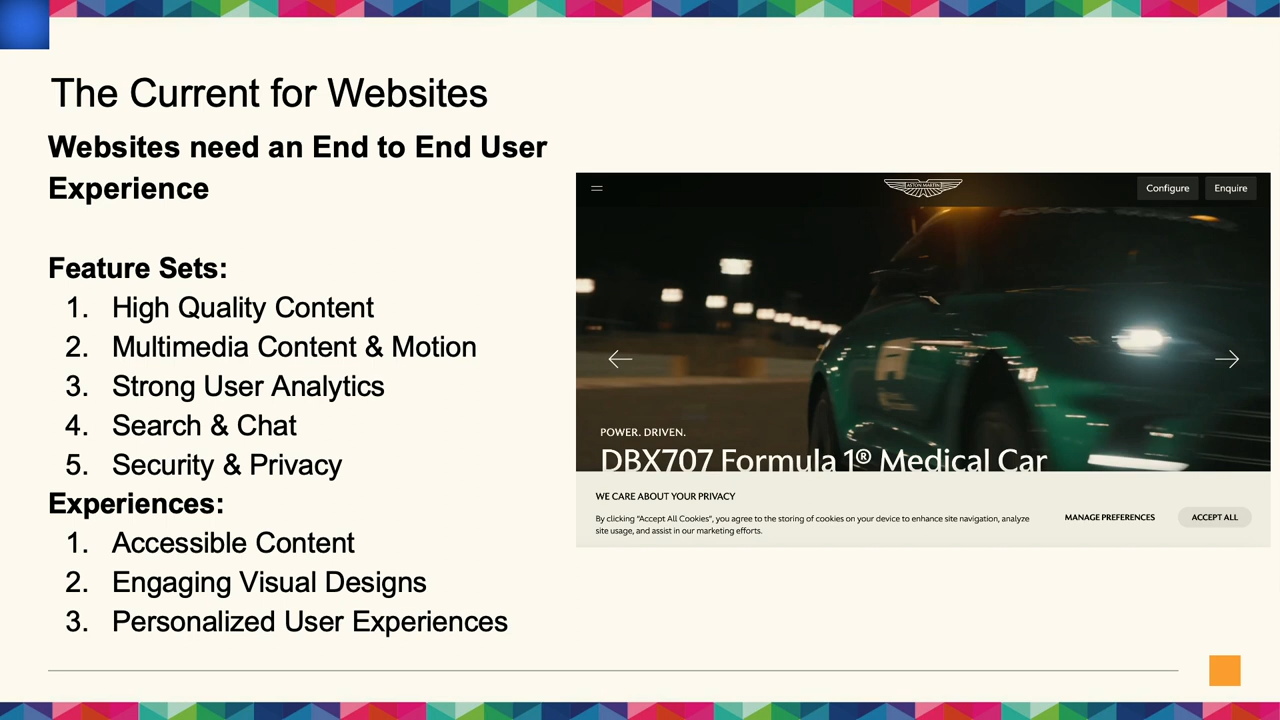 The Current for Websites
Websites need an End to End User
Experience
Feature Sets:
1. High Quality Content
2. Multimedia Content & Motion
3. Strong User Analytics
4. Search & Chat
5. Security & Privacy
Experiences:
1. Accessible Content
2. Engaging Visual Designs
3. Personalized User Experiences
ASTON MARTIN
Configure
Enquire
POWER. DRIVEN.
DBX707 Formula 1® Medical Car
WE CARE ABOUT YOUR PRIVACY
By clicking "Accept All Cookies", you agree to the storing of cookies on your device to enhance site navigation, analyze
site usage, and assist in our marketing efforts.
MANAGE PREFERENCES
ACCEPT ALL